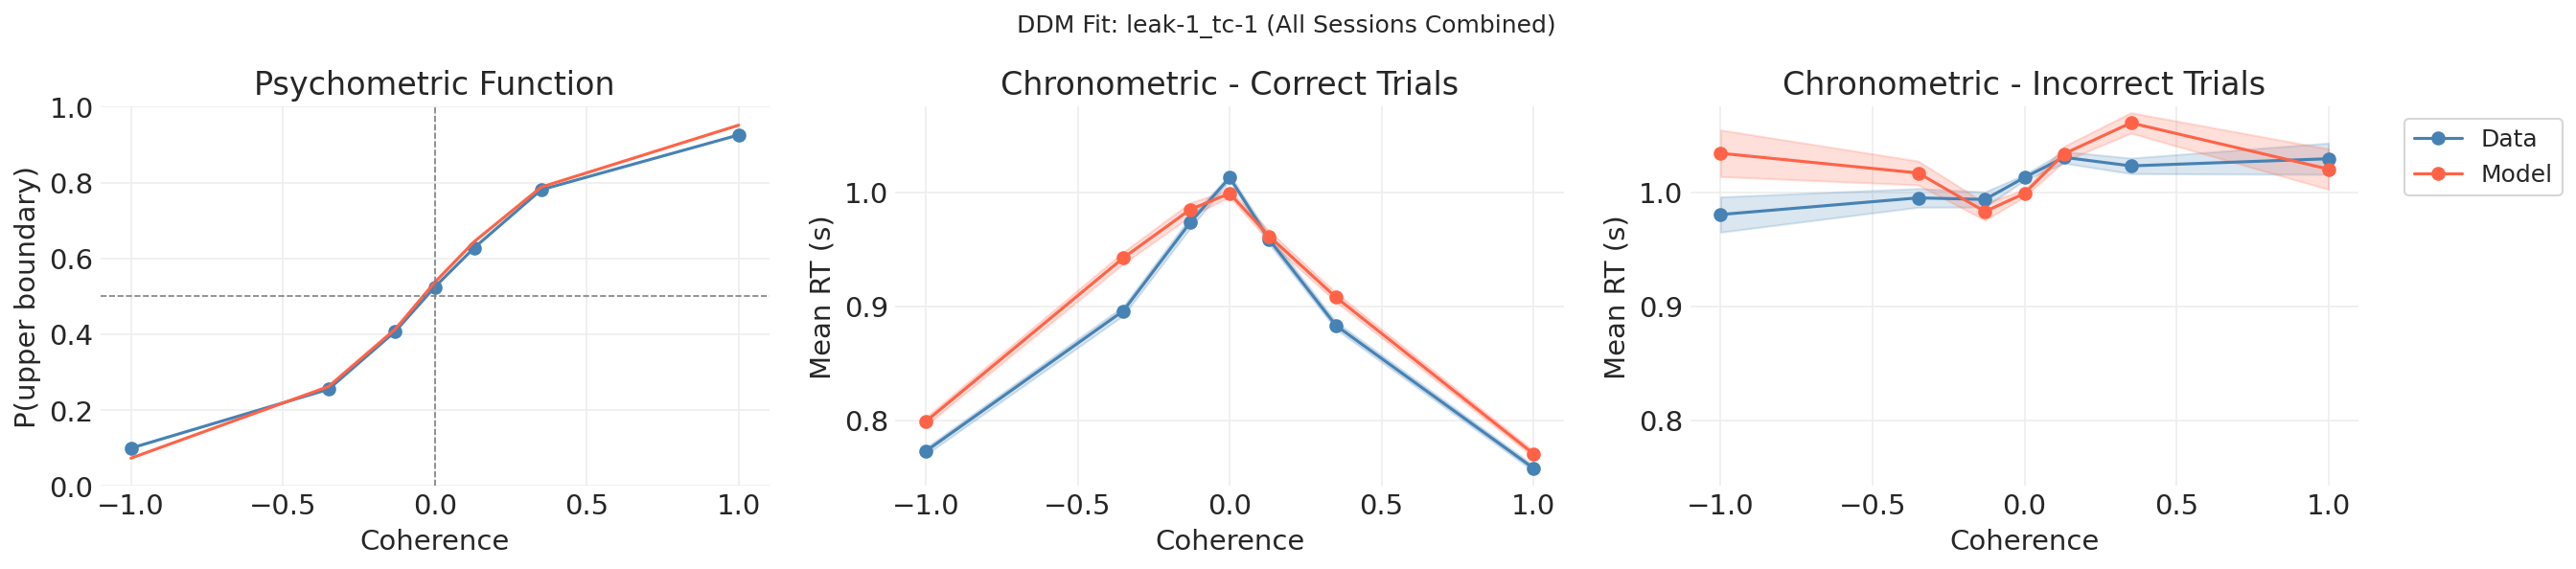 DDM Fit: leak-1_tc-1 (All Sessions Combined)
Psychometric Function
P(upper boundary)
1.0
0.8
0.6
0.4
0.2
0.0
−1.0 −0.5 0.0 0.5 1.0
Coherence
Chronometric - Correct Trials
Mean RT (s)
1.0
0.9
0.8
−1.0 −0.5 0.0 0.5 1.0
Coherence
Chronometric - Incorrect Trials
Mean RT (s)
1.0
0.9
0.8
−1.0 −0.5 0.0 0.5 1.0
Coherence
Data
Model